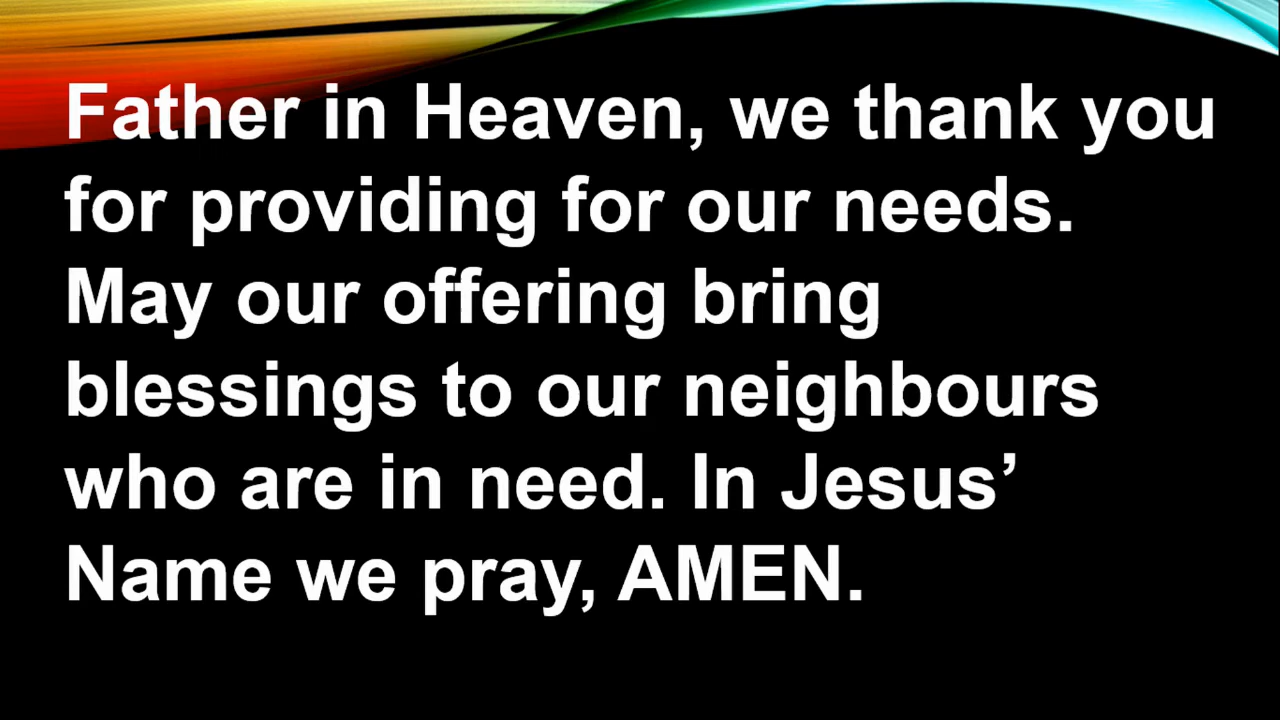 Father in Heaven, we thank you
for providing for our needs.
May our offering bring
blessings to our neighbours
who are in need. In Jesus’
Name we pray, AMEN.